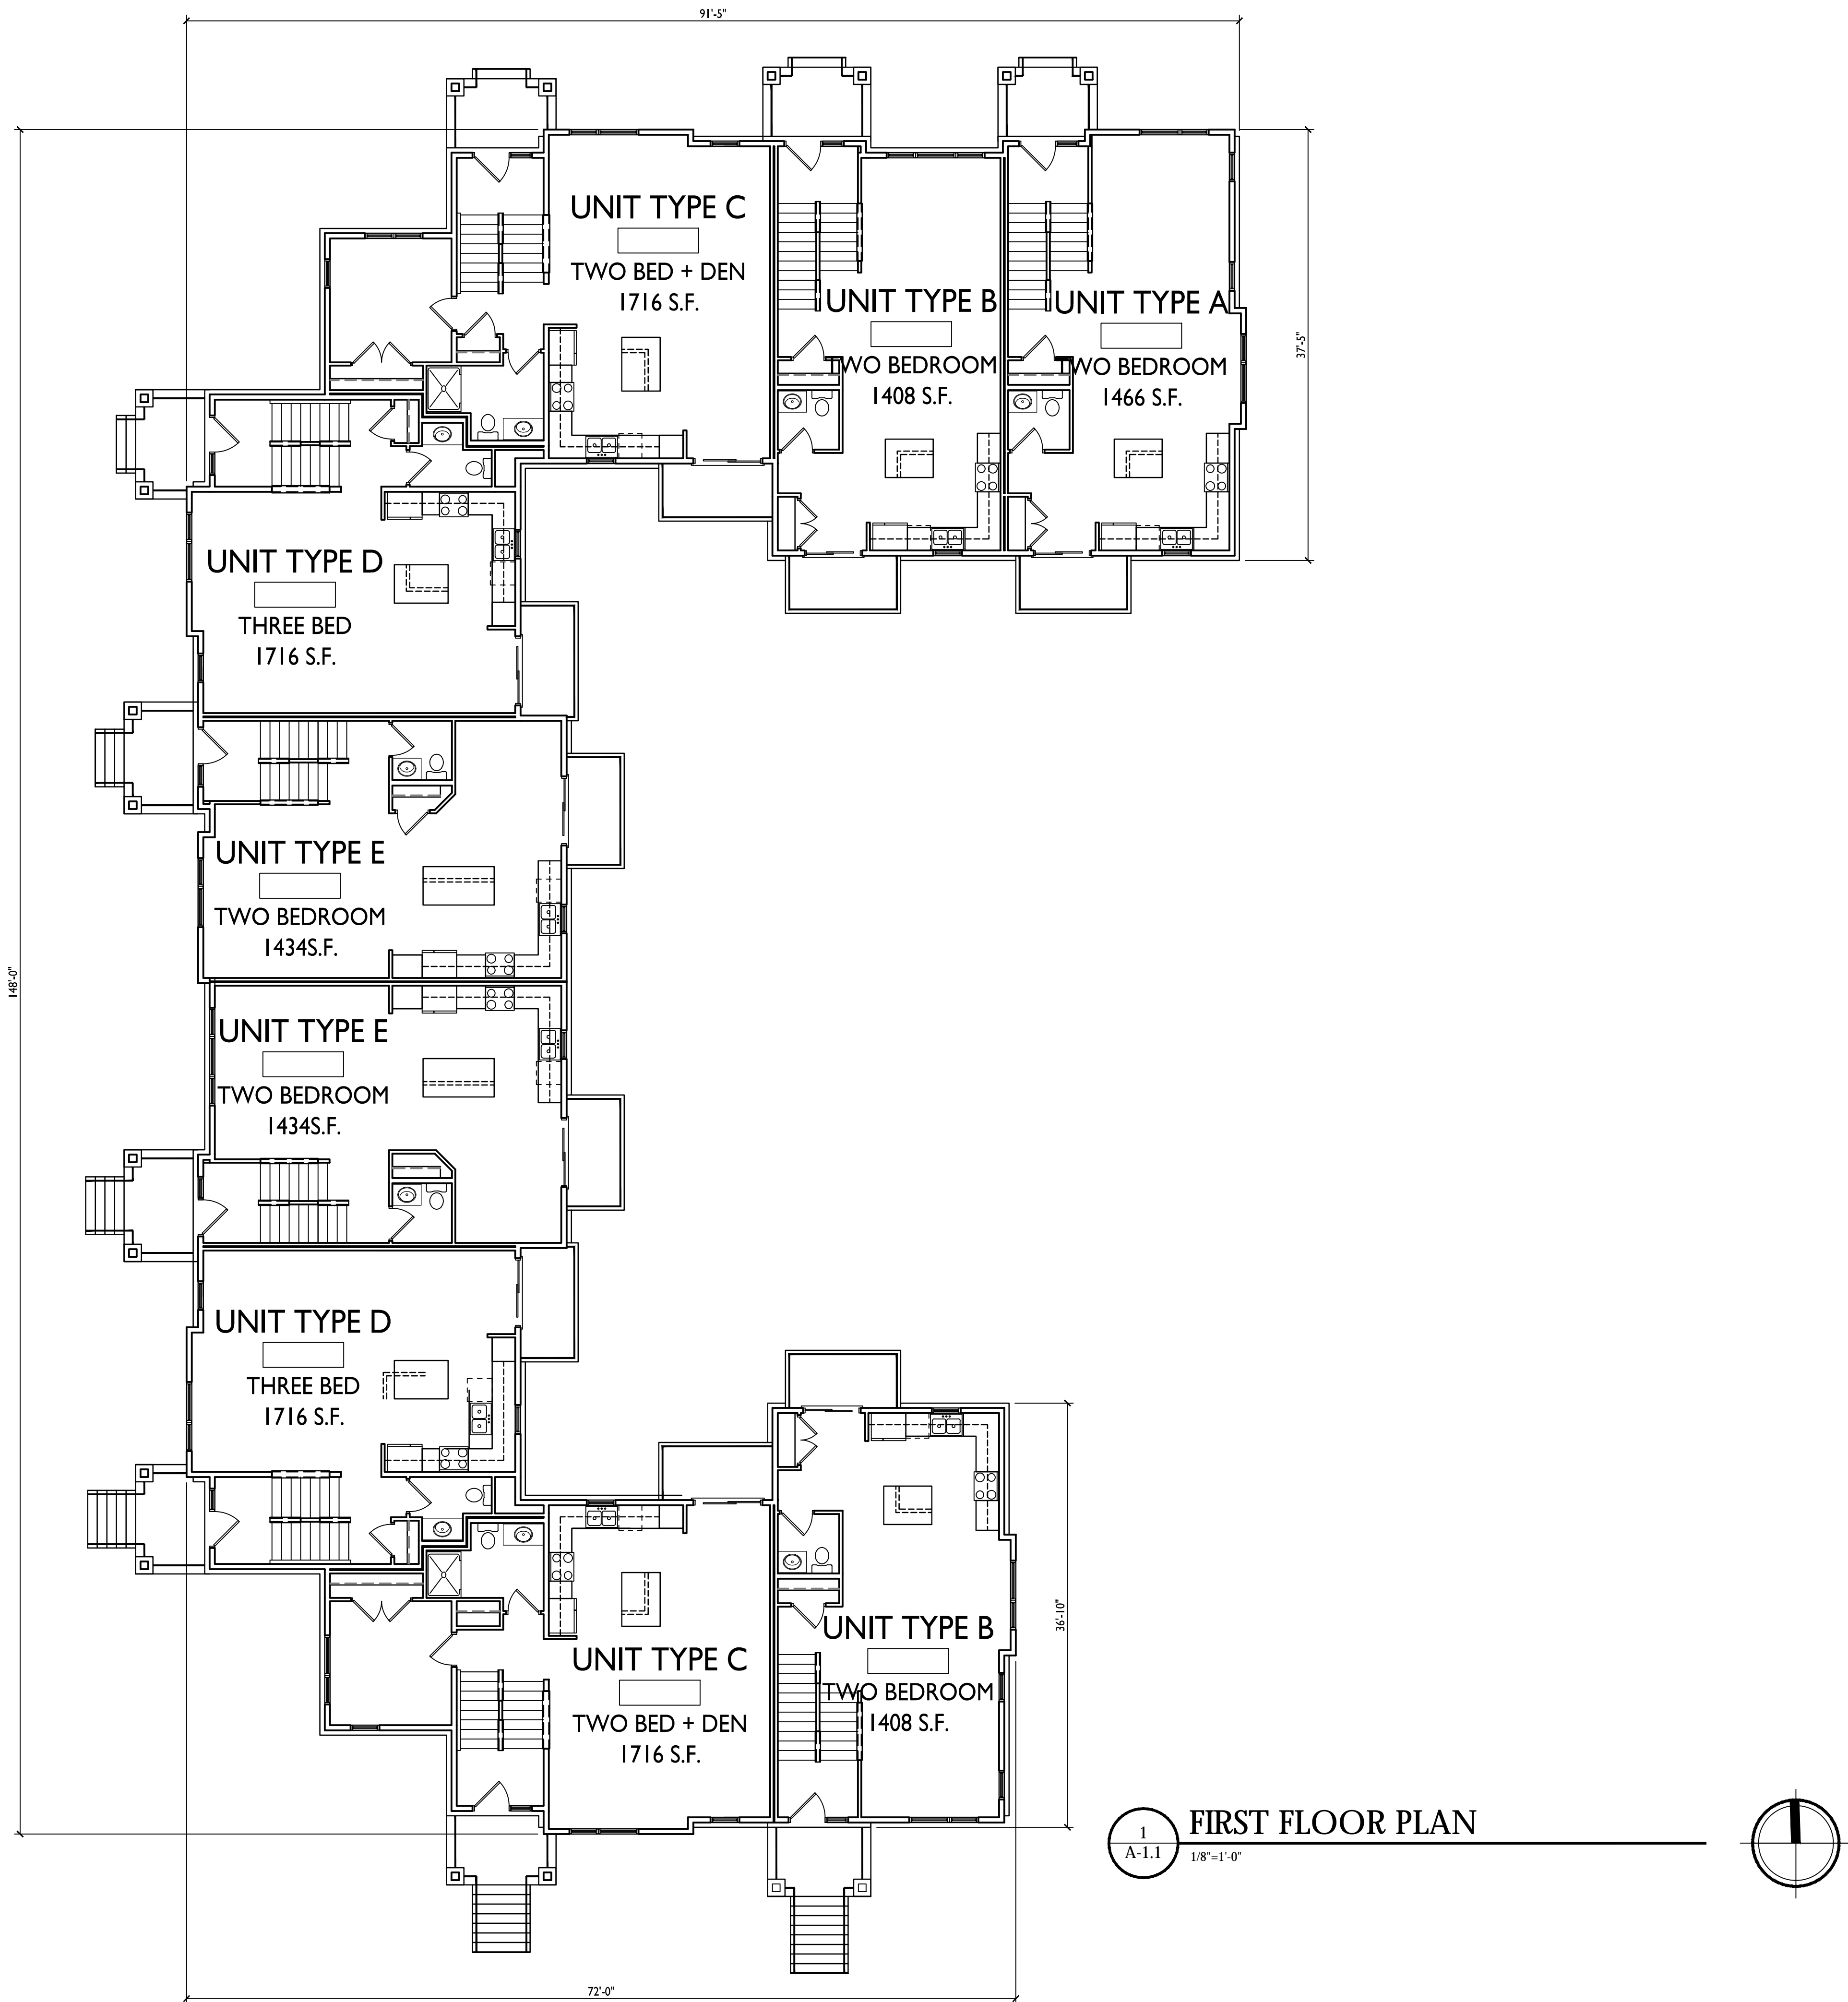 91'-5"
UNIT TYPE C
TWO BED + DEN
1716 S.F.
UNIT TYPE B
TWO BEDROOM
1408 S.F.
UNIT TYPE A
TWO BEDROOM
1466 S.F.
37'-5"
UNIT TYPE D
THREE BED
1716 S.F.
UNIT TYPE E
TWO BEDROOM
1434S.F.
148'-0"
UNIT TYPE E
TWO BEDROOM
1434S.F.
UNIT TYPE D
THREE BED
1716 S.F.
UNIT TYPE C
TWO BED + DEN
1716 S.F.
UNIT TYPE B
TWO BEDROOM
1408 S.F.
36'-10"
1
A-1.1
FIRST FLOOR PLAN
1/8"=1'-0"
72'-0"